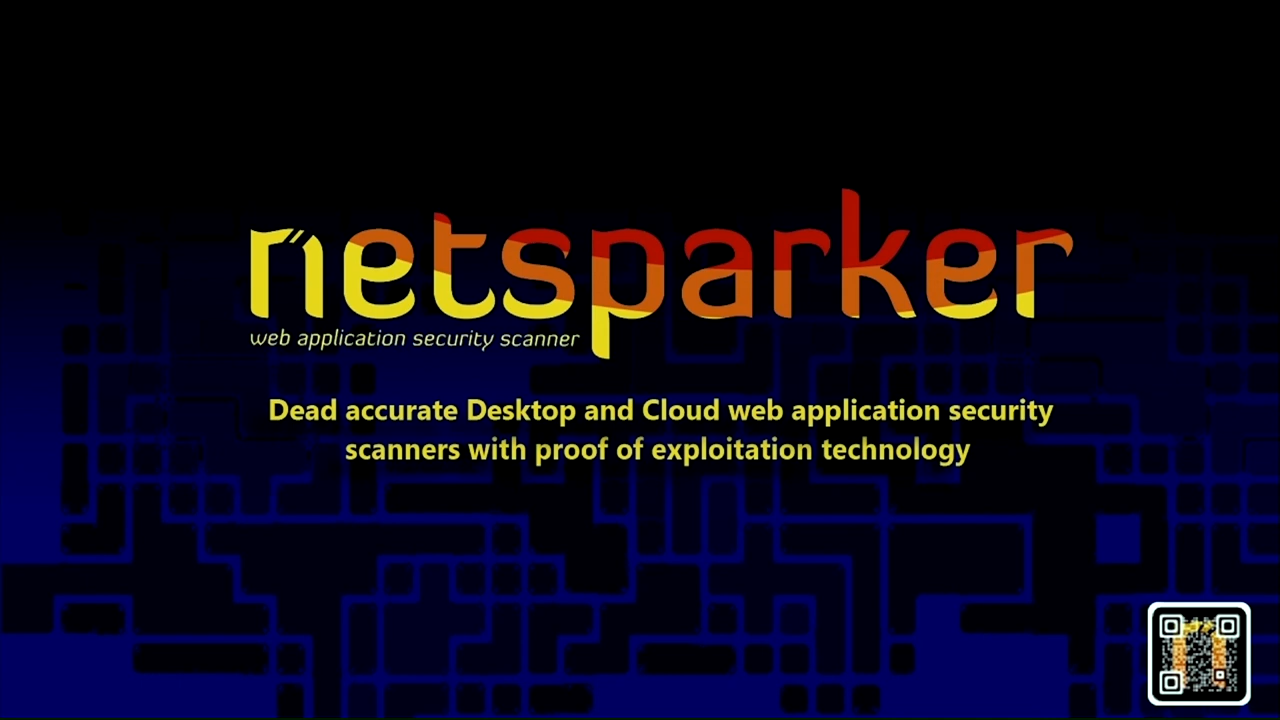 netsparker
web application security scanner
Dead accurate Desktop and Cloud web application security
scanners with proof of exploitation technology